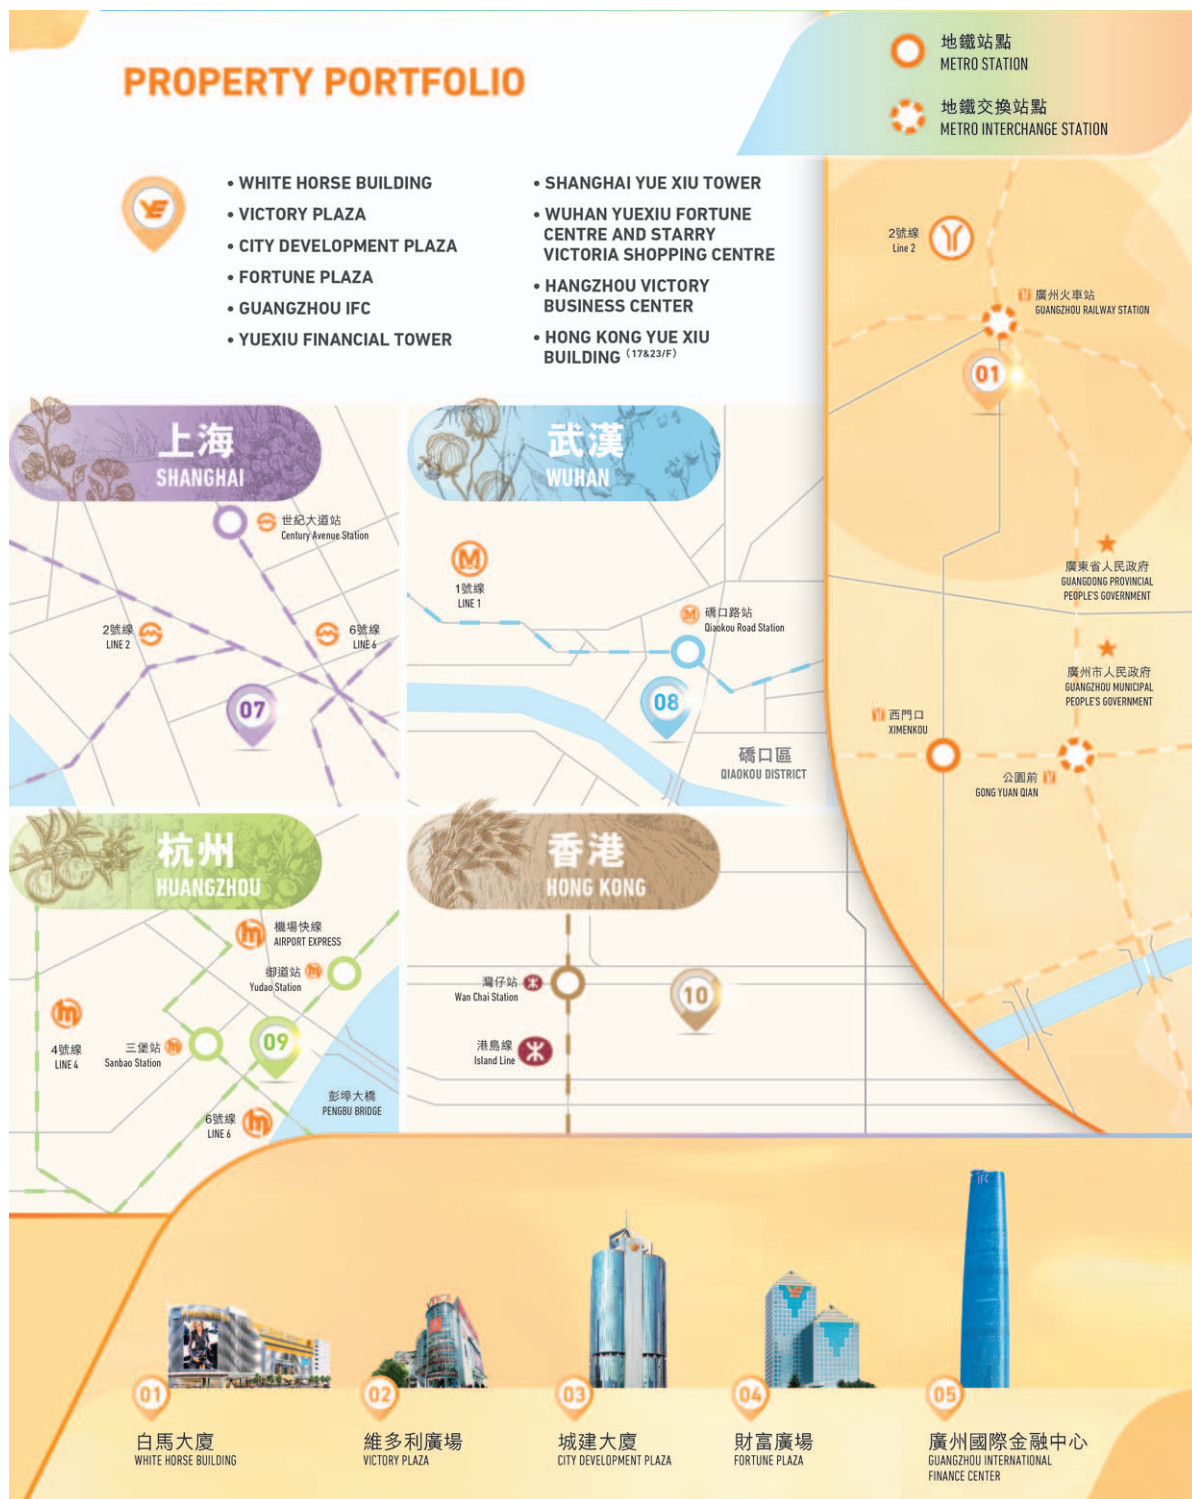 地鐵站點
METRO STATION
地鐵交換站點
METRO INTERCHANGE STATION
PROPERTY PORTFOLIO
• WHITE HORSE BUILDING
• VICTORY PLAZA
• CITY DEVELOPMENT PLAZA
• FORTUNE PLAZA
• GUANGZHOU IFC
• YUEXIU FINANCIAL TOWER
• SHANGHAI YUE XIU TOWER
• WUHAN YUEXIU FORTUNE
CENTRE AND STARRY
VICTORIA SHOPPING CENTRE
• HANGZHOU VICTORY
BUSINESS CENTER
• HONG KONG YUE XIU
BUILDING (17&23/F)
2號線
Line 2
廣州火車站
GUANGZHOU RAILWAY STATION
01
廣東省人民政府
GUANGDONG PROVINCIAL
PEOPLE'S GOVERNMENT
廣州市人民政府
GUANGZHOU MUNICIPAL
PEOPLE'S GOVERNMENT
西門口
XIMENKOU
公園前
GONG YUAN QIAN
上海
SHANGHAI
世紀大道站
Century Avenue Station
2號線
LINE 2
6號線
LINE 6
07
武漢
WUHAN
1號線
LINE 1
礄口路站
Qiaokou Road Station
08
礄口區
QIAOKOU DISTRICT
杭州
HUANGZHOU
機場快線
AIRPORT EXPRESS
御道站
Yudao Station
4號線
LINE 4
三堡站
Sanbao Station
09
彭埠大橋
PENGBU BRIDGE
6號線
LINE 6
香港
HONG KONG
灣仔站
Wan Chai Station
10
港島線
Island Line
IFC
01
白馬大廈
WHITE HORSE BUILDING
02
維多利廣場
VICTORY PLAZA
03
城建大廈
CITY DEVELOPMENT PLAZA
04
財富廣場
FORTUNE PLAZA
05
廣州國際金融中心
GUANGZHOU INTERNATIONAL
FINANCE CENTER